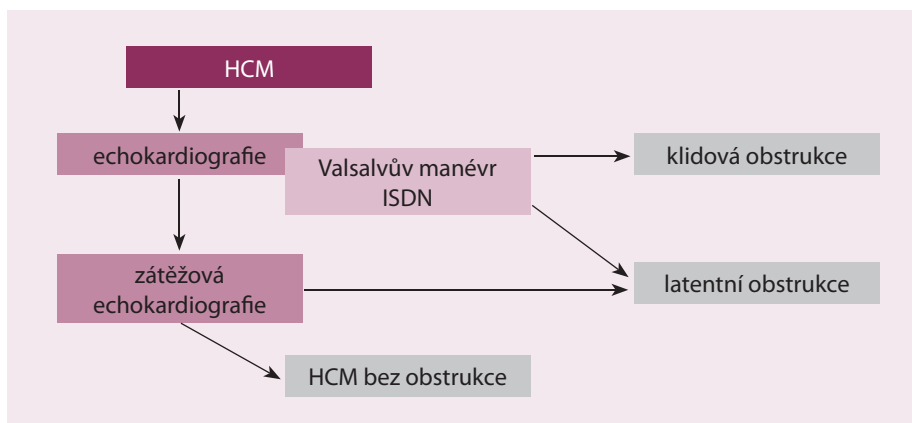 HCM
echokardiografie
Valsalvův manévr
ISDN
klidová obstrukce
zátěžová
echokardiografie
latentní obstrukce
HCM bez obstrukce